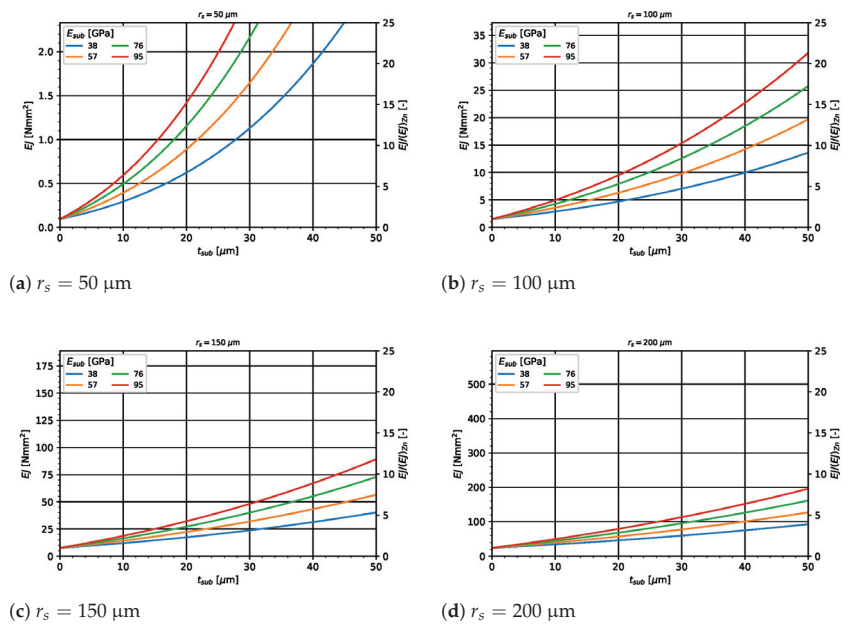 r_s = 50 μm
E_sub [GPa]
38 76
57 95
EJ [Nmm²]
2.0
1.5
1.0
0.5
0.0
0 10 20 30 40 50
t_sub [μm]
25
20
15
10
5
0
EJ/(EJ)_Zn [-]
(a) r_s = 50 μm
r_s = 100 μm
E_sub [GPa]
38 76
57 95
EJ [Nmm²]
35
30
25
20
15
10
5
0
0 10 20 30 40 50
t_sub [μm]
25
20
15
10
5
0
EJ/(EJ)_Zn [-]
(b) r_s = 100 μm
r_s = 150 μm
E_sub [GPa]
38 76
57 95
EJ [Nmm²]
175
150
125
100
75
50
25
0
0 10 20 30 40 50
t_sub [μm]
25
20
15
10
5
0
EJ/(EJ)_Zn [-]
(c) r_s = 150 μm
r_s = 200 μm
E_sub [GPa]
38 76
57 95
EJ [Nmm²]
500
400
300
200
100
0
0 10 20 30 40 50
t_sub [μm]
25
20
15
10
5
0
EJ/(EJ)_Zn [-]
(d) r_s = 200 μm